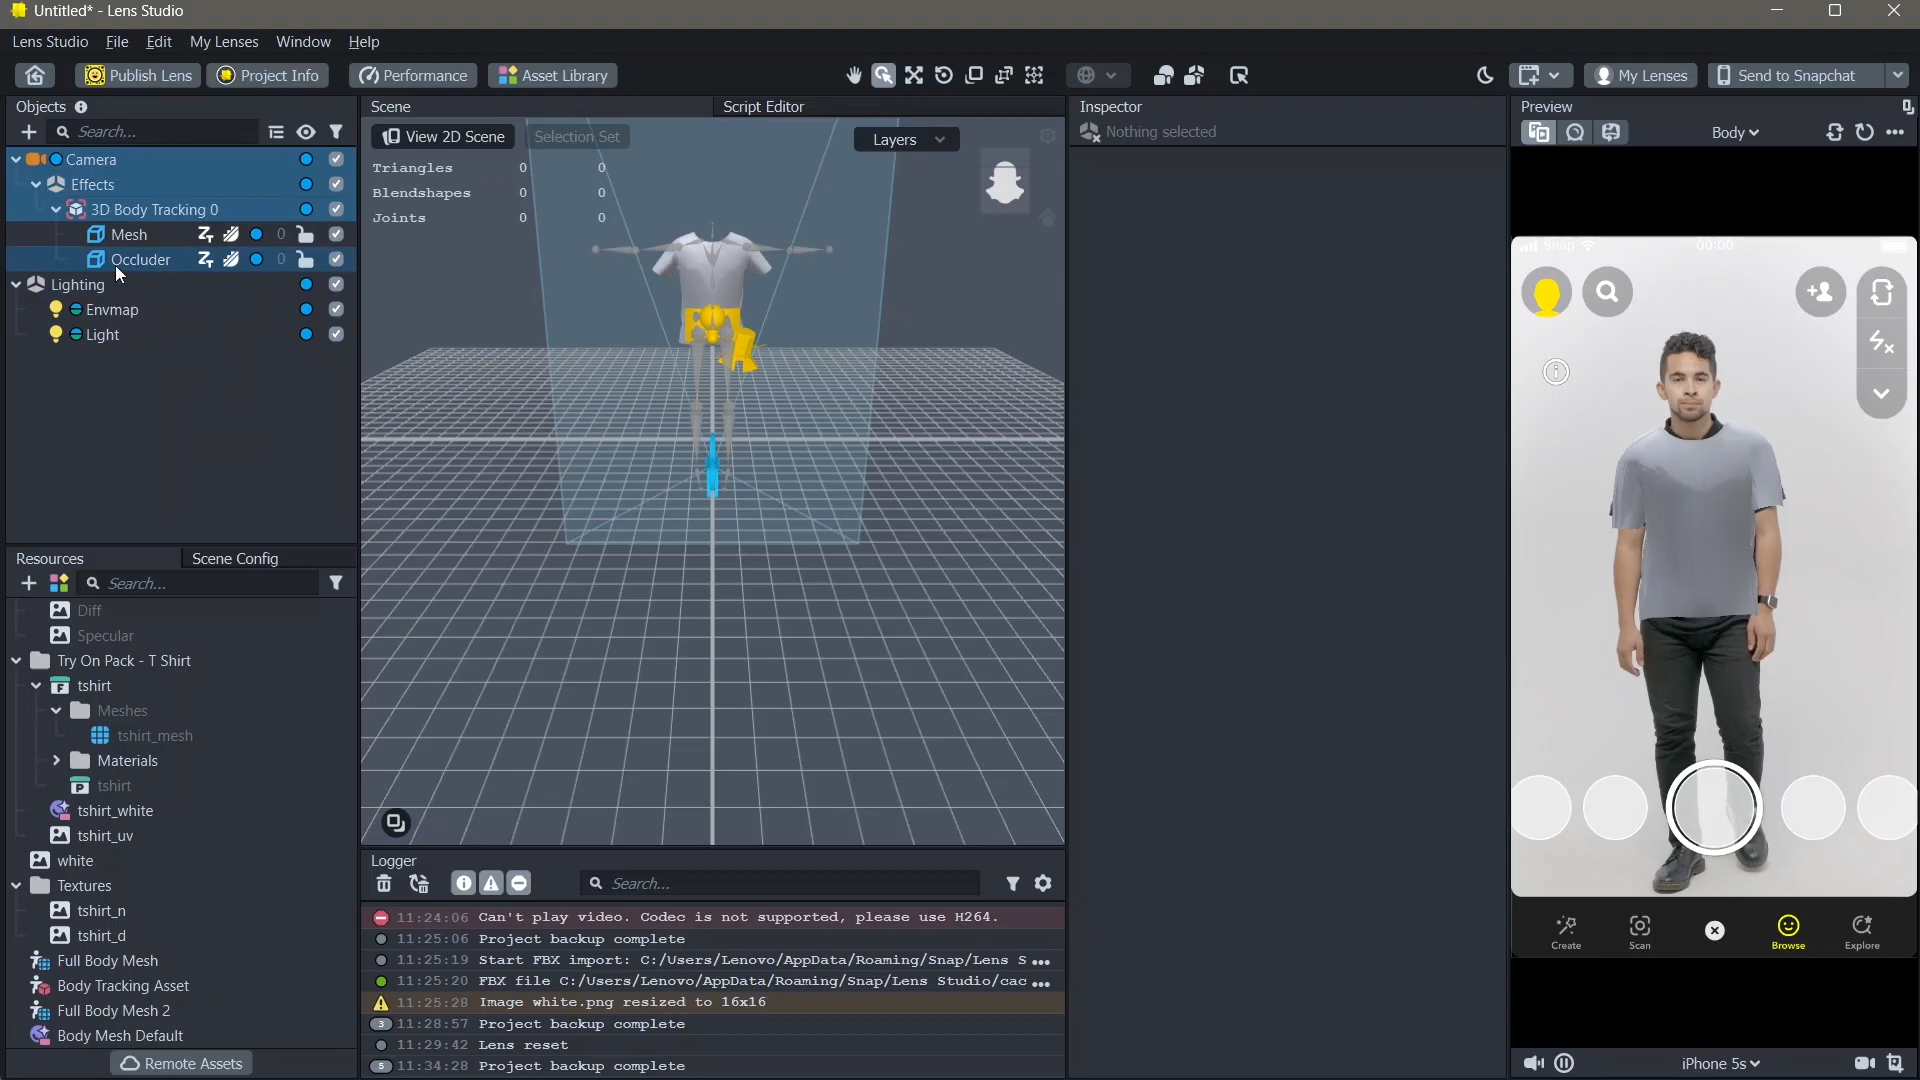 Untitled* - Lens Studio
Lens Studio File Edit My Lenses Window Help
Publish Lens Project Info Performance Asset Library My Lenses Send to Snapchat
Objects
Search...
Camera
Effects
3D Body Tracking 0
Mesh 0
Occluder 0
Lighting
Envmap
Light
Resources Scene Config
Search...
Diff
Specular
Try On Pack - T Shirt
tshirt
Meshes
tshirt_mesh
Materials
tshirt
tshirt_white
tshirt_uv
white
Textures
tshirt_n
tshirt_d
Full Body Mesh
Body Tracking Asset
Full Body Mesh 2
Body Mesh Default
Remote Assets
Scene Script Editor
View 2D Scene Selection Set Layers
Triangles 0 0
Blendshapes 0 0
Joints 0 0
Logger
Search...
11:24:06 Can't play video. Codec is not supported, please use H264.
11:25:06 Project backup complete
11:25:19 Start FBX import: C:/Users/Lenovo/AppData/Roaming/Snap/Lens S...
11:25:20 FBX file C:/Users/Lenovo/AppData/Roaming/Snap/Lens Studio/cac...
11:25:28 Image white.png resized to 16x16
3 11:28:57 Project backup complete
11:29:42 Lens reset
5 11:34:28 Project backup complete
Inspector
Nothing selected
Preview
Body
Snap 00:00
Create Scan Browse Explore
iPhone 5s